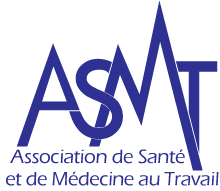 ASMT
Association de Santé
et de Médecine au Travail